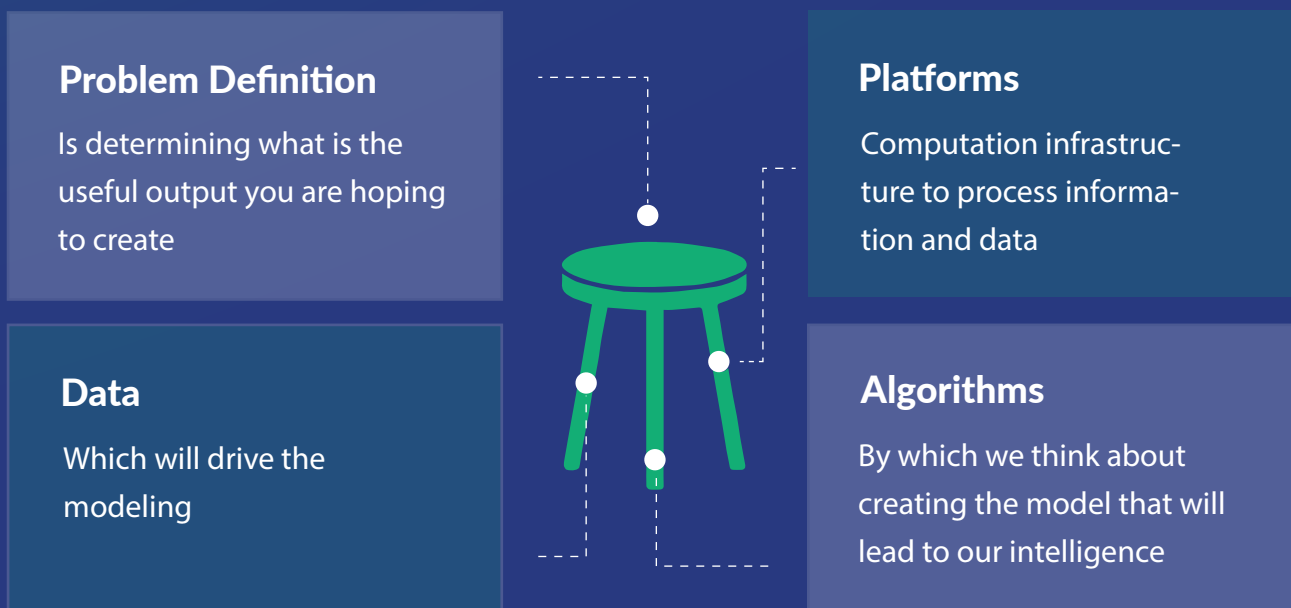 Problem Definition
Is determining what is the
useful output you are hoping
to create
Platforms
Computation infrastruc-
ture to process informa-
tion and data
Data
Which will drive the
modeling
Algorithms
By which we think about
creating the model that will
lead to our intelligence